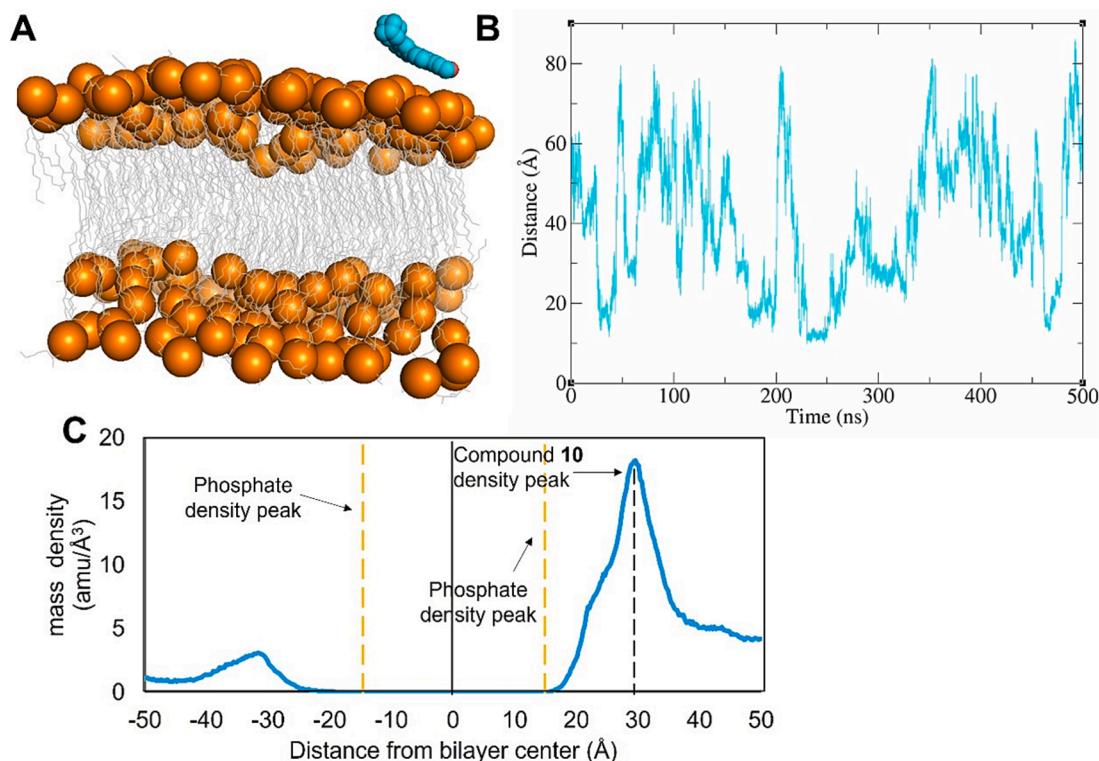 A
B
80
60
40
20
0
Distance (Å)
0
100
200
300
400
500
Time (ns)
C
20
15
10
5
0
mass density
(amu/Å³)
Phosphate
density peak
Compound 10
density peak
Phosphate
density peak
-50
-40
-30
-20
-10
0
10
20
30
40
50
Distance from bilayer center (Å)